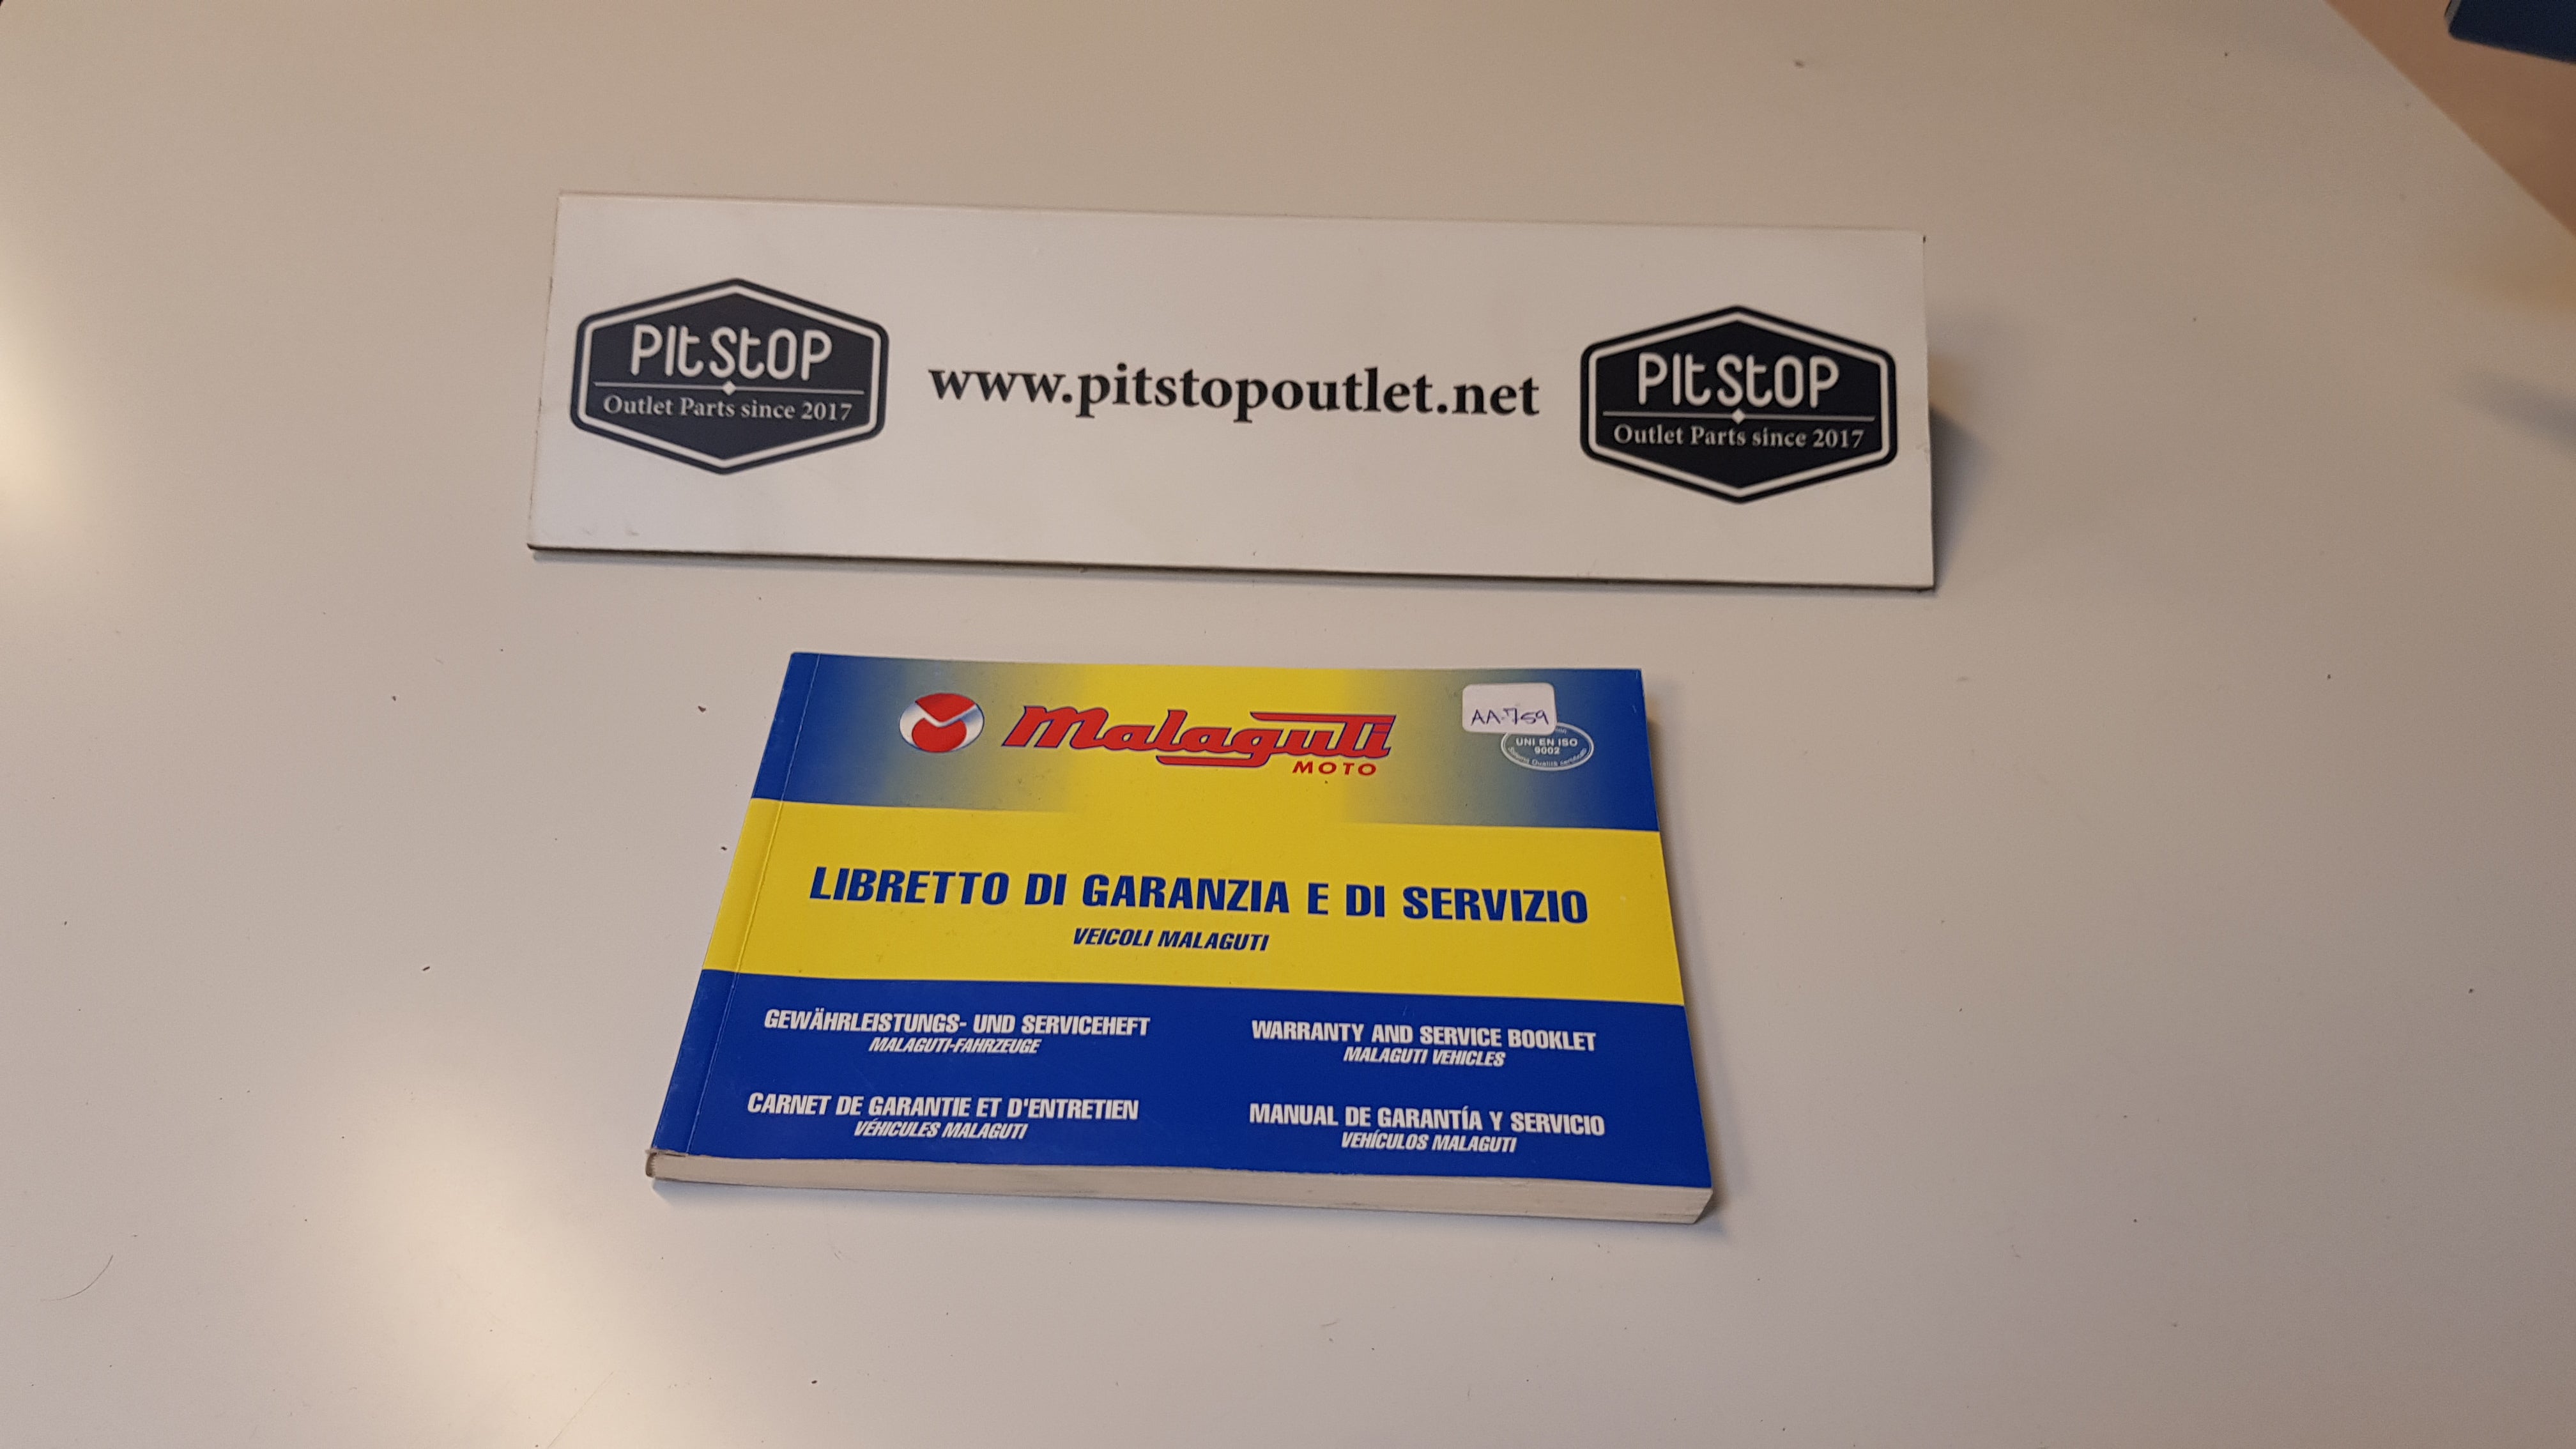 PItStOP
Outlet Parts since 2017
www.pitstopoutlet.net
PItStOP
Outlet Parts since 2017
Malaguti
MOTO
AA-759
UNI EN ISO
9002
LIBRETTO DI GARANZIA E DI SERVIZIO
VEICOLI MALAGUTI
GEWÄHRLEISTUNGS- UND SERVICEHEFT
MALAGUTI-FAHRZEUGE
WARRANTY AND SERVICE BOOKLET
MALAGUTI VEHICLES
CARNET DE GARANTIE ET D'ENTRETIEN
VÉHICULES MALAGUTI
MANUAL DE GARANTÍA Y SERVICIO
VEHÍCULOS MALAGUTI